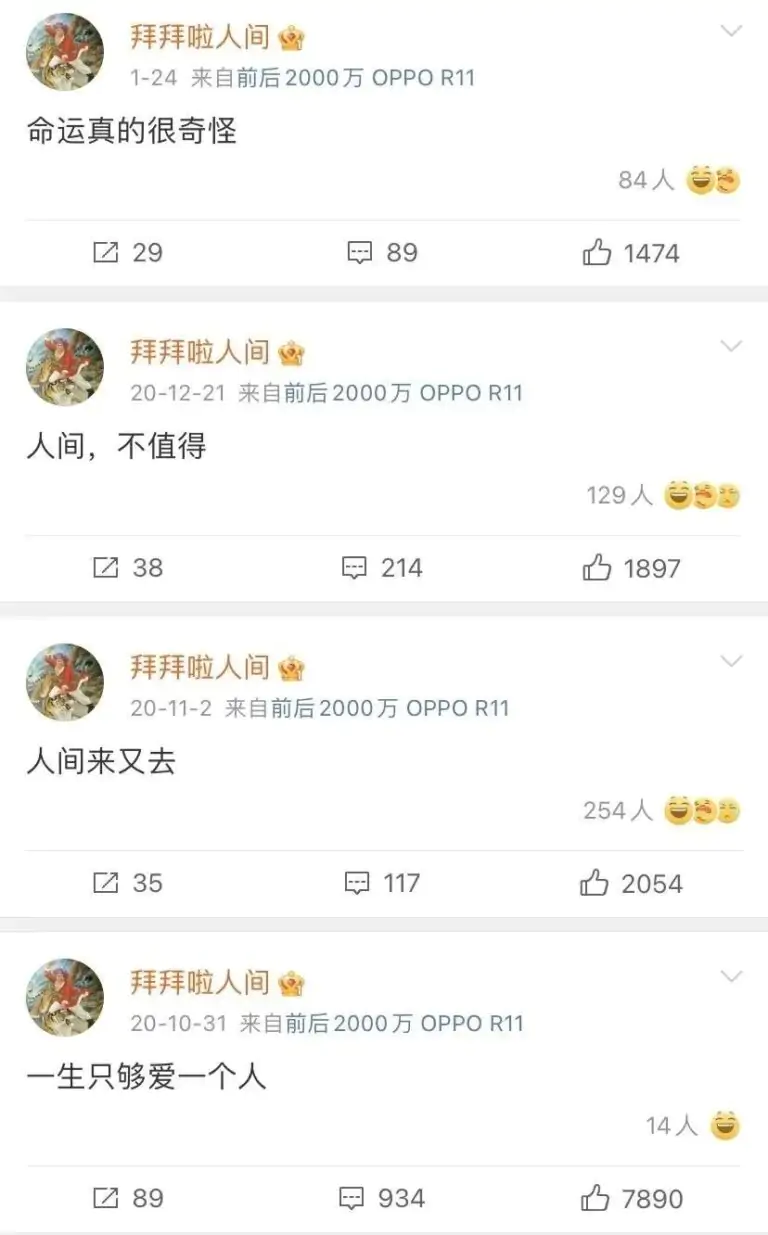 拜拜啦人间
1-24 来自前后2000万 OPPO R11
命运真的很奇怪
84人
29 89 1474
拜拜啦人间
20-12-21 来自前后2000万 OPPO R11
人间，不值得
129人
38 214 1897
拜拜啦人间
20-11-2 来自前后2000万 OPPO R11
人间来又去
254人
35 117 2054
拜拜啦人间
20-10-31 来自前后2000万 OPPO R11
一生只够爱一个人
14人
89 934 7890